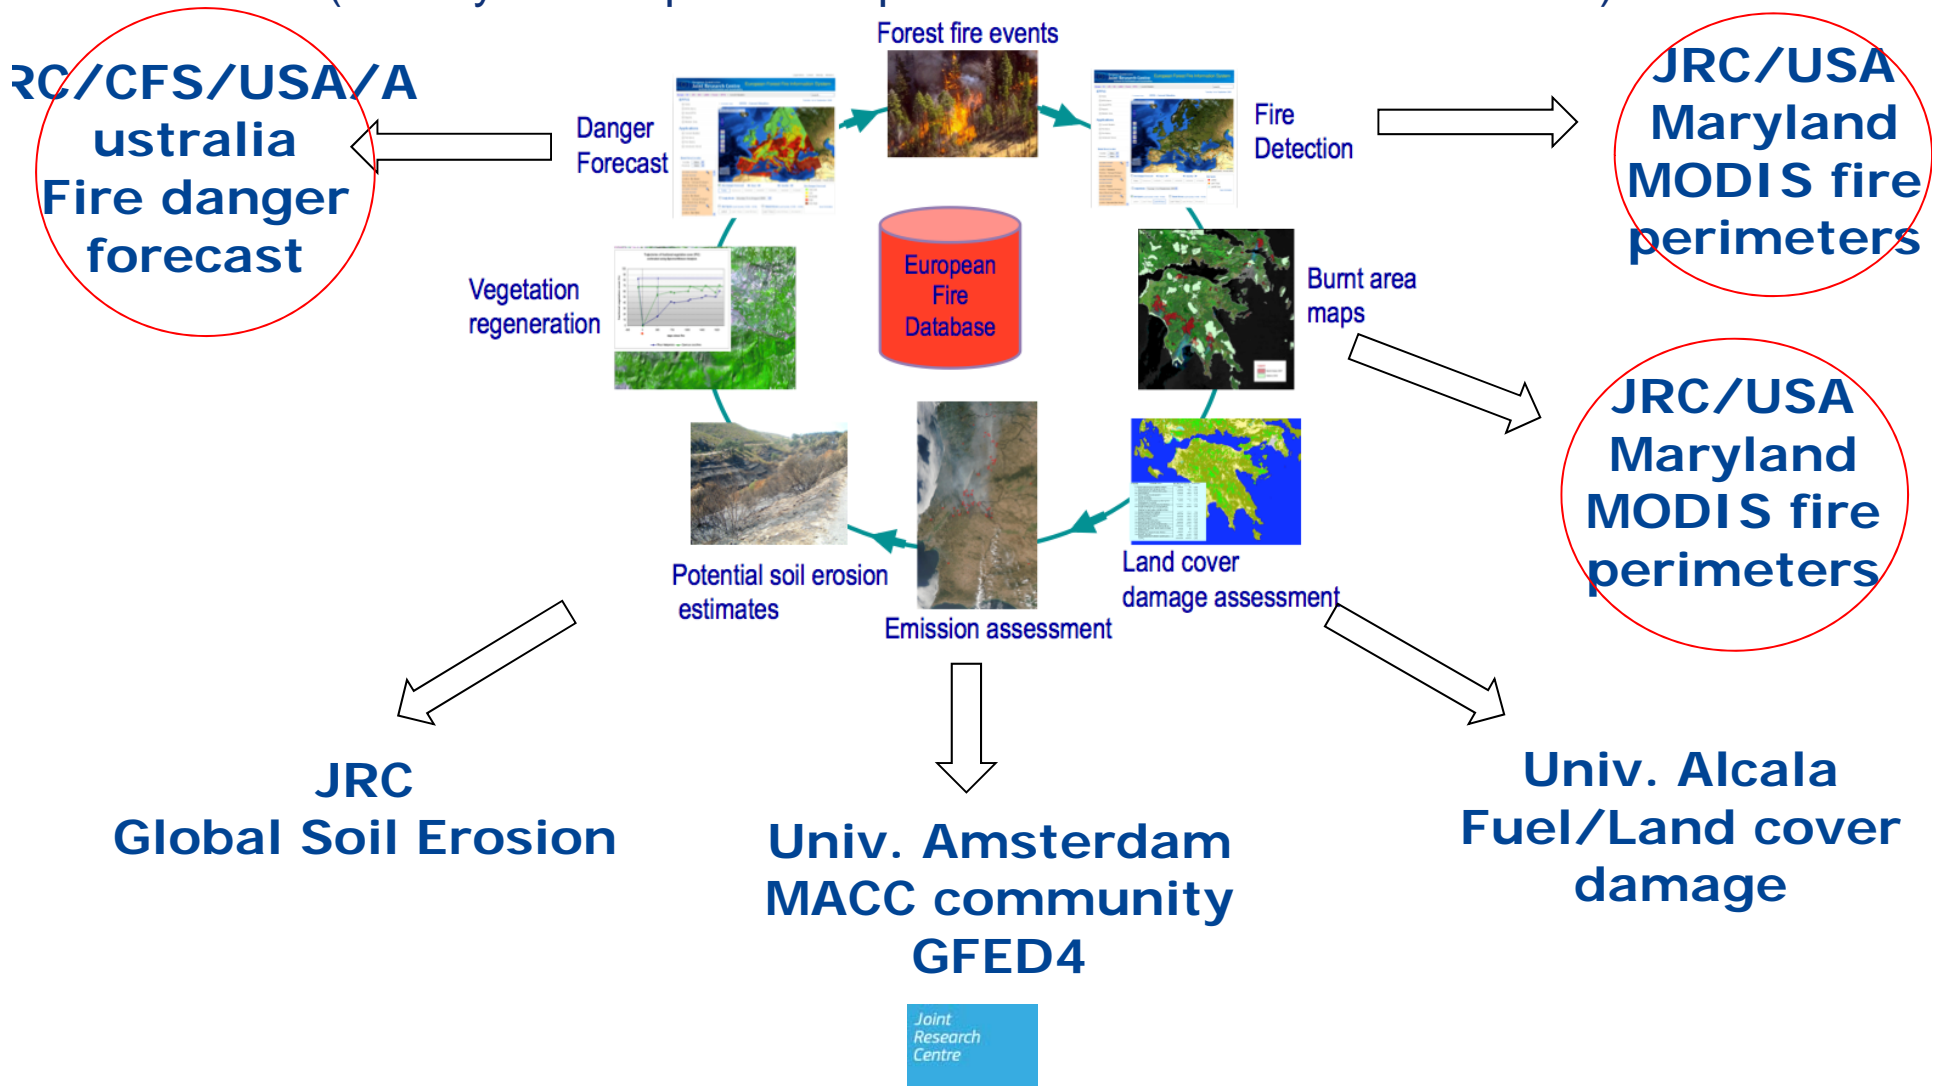 Forest fire events
RC/CFS/USA/A
ustralia
Fire danger
forecast
Danger
Forecast
Fire
Detection
JRC/USA
Maryland
MODIS fire
perimeters
European
Fire
Database
Vegetation
regeneration
Burnt area
maps
JRC/USA
Maryland
MODIS fire
perimeters
Potential soil erosion
estimates
Emission assessment
Land cover
damage assessment
JRC
Global Soil Erosion
Univ. Amsterdam
MACC community
GFED4
Univ. Alcala
Fuel/Land cover
damage
Joint
Research
Centre